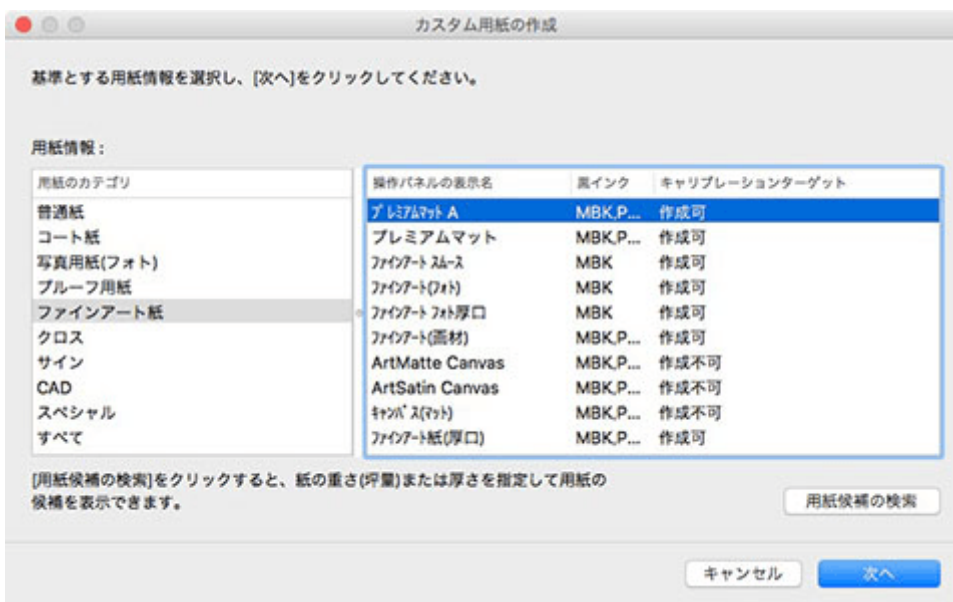 カスタム用紙の作成
基準とする用紙情報を選択し、[次へ]をクリックしてください。
用紙情報：
用紙のカテゴリ
普通紙
コート紙
写真用紙(フォト)
プルーフ用紙
ファインアート紙
クロス
サイン
CAD
スペシャル
すべて
操作パネルの表示名 黒インク キャリブレーションターゲット
ﾌﾟﾚﾐｱﾑﾏｯﾄ A MBK,P... 作成可
プレミアムマット MBK,P... 作成可
ﾌｧｲﾝｱｰﾄ ｽﾑｰｽ MBK 作成可
ﾌｧｲﾝｱｰﾄ(ﾌｫﾄ) MBK 作成可
ﾌｧｲﾝｱｰﾄ ﾌｫﾄ厚口 MBK 作成可
ﾌｧｲﾝｱｰﾄ(画材) MBK,P... 作成可
ArtMatte Canvas MBK,P... 作成不可
ArtSatin Canvas MBK,P... 作成不可
ｷｬﾝﾊﾞｽ(ﾏｯﾄ) MBK,P... 作成不可
ﾌｧｲﾝｱｰﾄ紙(厚口) MBK,P... 作成可
[用紙候補の検索]をクリックすると、紙の重さ(坪量)または厚さを指定して用紙の
候補を表示できます。
用紙候補の検索
キャンセル 次へ